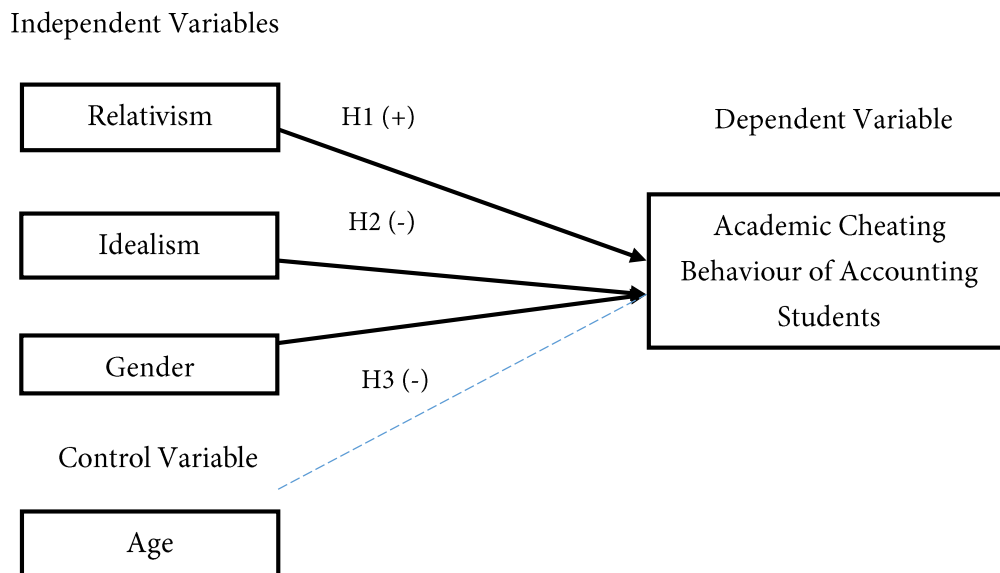 Independent Variables
Relativism
H1 (+)
Dependent Variable
Idealism
H2 (-)
Academic Cheating
Behaviour of Accounting
Students
Gender
H3 (-)
Control Variable
Age